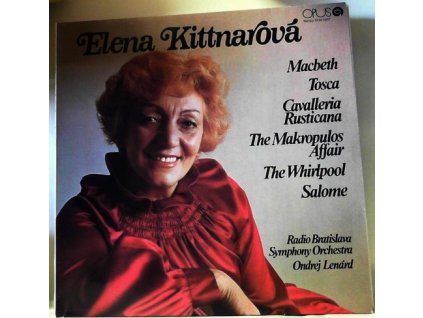 OPUS
Elena Kittnarová
Macbeth
Tosca
Cavalleria
Rusticana
The Makropulos
Affair
The Whirlpool
Salome
Radio Bratislava
Symphony Orchestra
Ondrej Lenárd